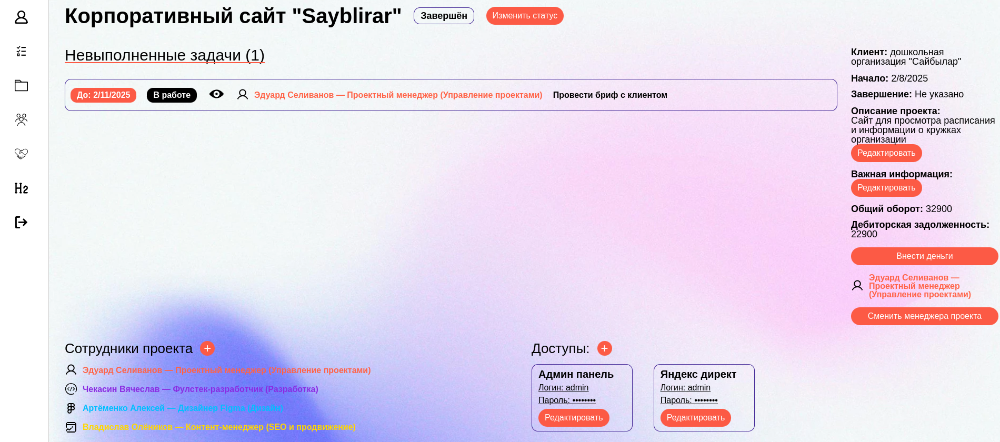 Корпоративный сайт "Sayblirar" Завершён Изменить статус
Невыполненные задачи (1)
До: 2/11/2025 В работе Эдуард Селиванов — Проектный менеджер (Управление проектами) Провести бриф с клиентом
Клиент: дошкольная
организация "Сайбылар"
Начало: 2/8/2025
Завершение: Не указано
Описание проекта:
Сайт для просмотра расписания
и информации о кружках
организации
Редактировать
Важная информация:
Редактировать
Общий оборот: 32900
Дебиторская задолженность:
22900
Внести деньги
Эдуард Селиванов —
Проектный менеджер
(Управление проектами)
Сменить менеджера проекта
H2
Сотрудники проекта +
Эдуард Селиванов — Проектный менеджер (Управление проектами)
Чекасин Вячеслав — Фулстек-разработчик (Разработка)
Артёменко Алексей — Дизайнер Figma (Дизайн)
Владислав Олёников — Контент-менеджер (SEO и продвижение)
Доступы: +
Админ панель
Логин: admin
Пароль: ••••••••
Редактировать
Яндекс директ
Логин: admin
Пароль: ••••••••
Редактировать